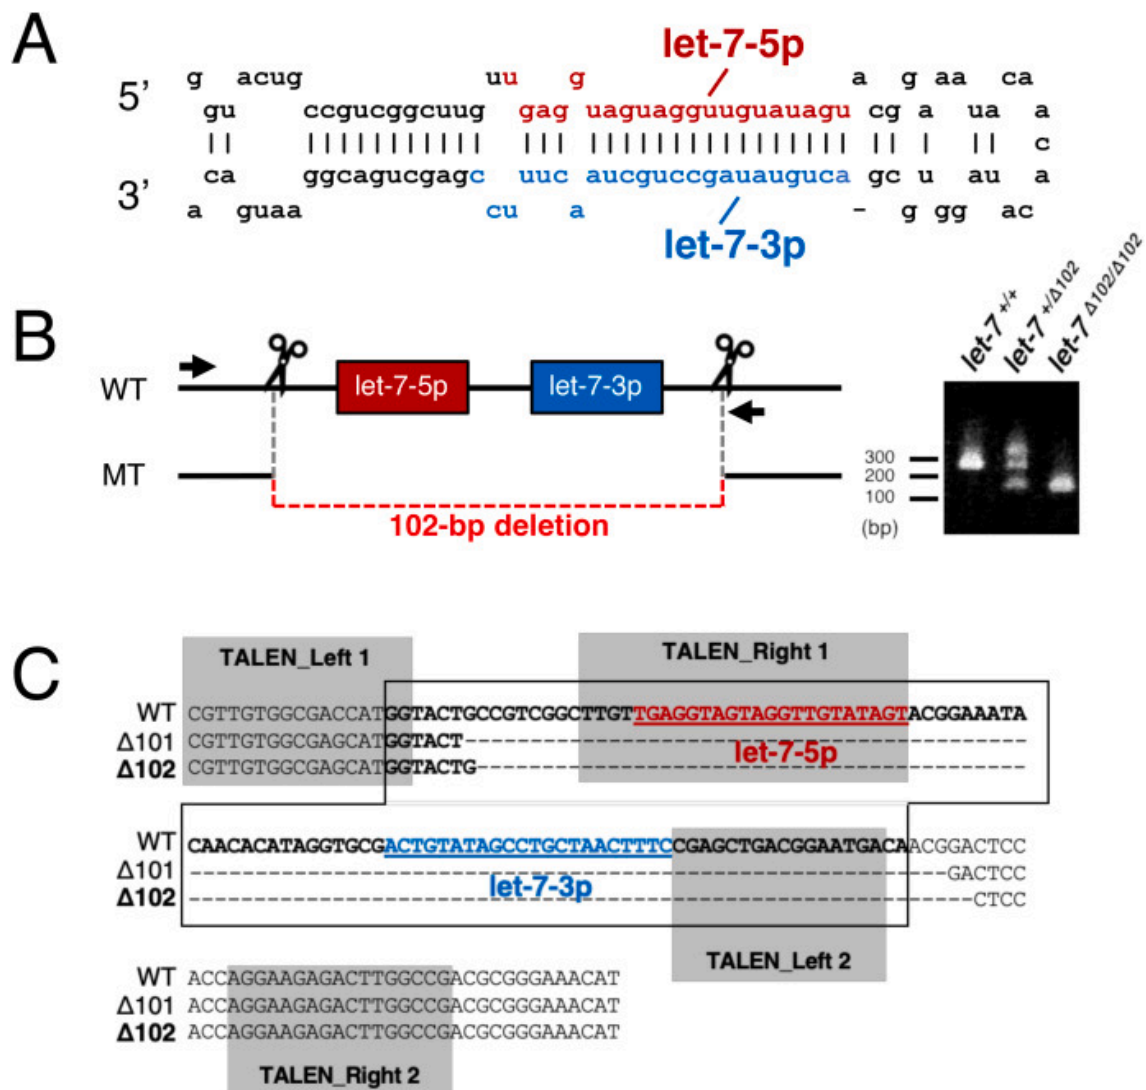 A
let-7-5p
g acug uu g a g aa ca
5’ gu ccgucggcuug gag uaguagguuguauagu cg a ua a
c
3’ ca ggcagucgagc uuc aucguccgauauguca gc u au a
a guaa cu a - g gg ac
let-7-3p
B
let-7 +/+
let-7 +/Δ102
let-7 Δ102/Δ102
WT let-7-5p let-7-3p
MT
102-bp deletion
300
200
100
(bp)
C
TALEN_Left 1 TALEN_Right 1
WT CGTTGTGGCGACCATGGTACTGCCGTCGGCTTGTTGAGGTAGTAGGTTGTATAGTACGGAAATA
Δ101 CGTTGTGGCGAGCATGGTACT
Δ102 CGTTGTGGCGAGCATGGTACTG
let-7-5p
WT CAACACATAGGTGCGACTGTATAGCCTGCTAACTTTCCGAGCTGACGGAATGACAACGGACTCC
Δ101 GACTCC
Δ102 CTCC
let-7-3p
TALEN_Left 2
WT ACCAGGAAGAGACTTGGCCGACGCGGGAAACAT
Δ101 ACCAGGAAGAGACTTGGCCGACGCGGGAAACAT
Δ102 ACCAGGAAGAGACTTGGCCGACGCGGGAAACAT
TALEN_Right 2